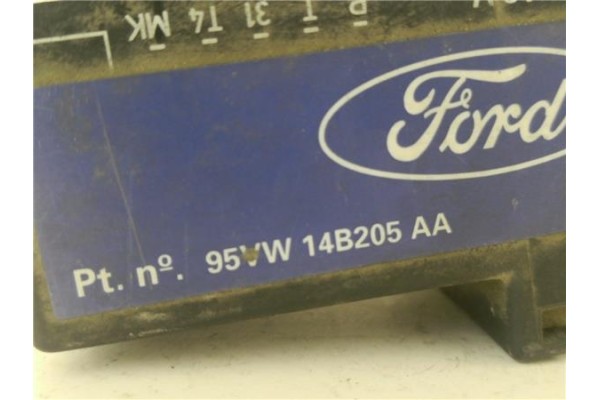 MK T4 31 T
Ford
Pt. nº. 95VW 14B205 AA